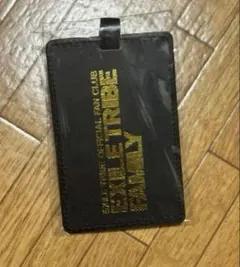 EXILE TRIBE OFFICIAL FAN CLUB
EXILE TRIBE
FAMILY